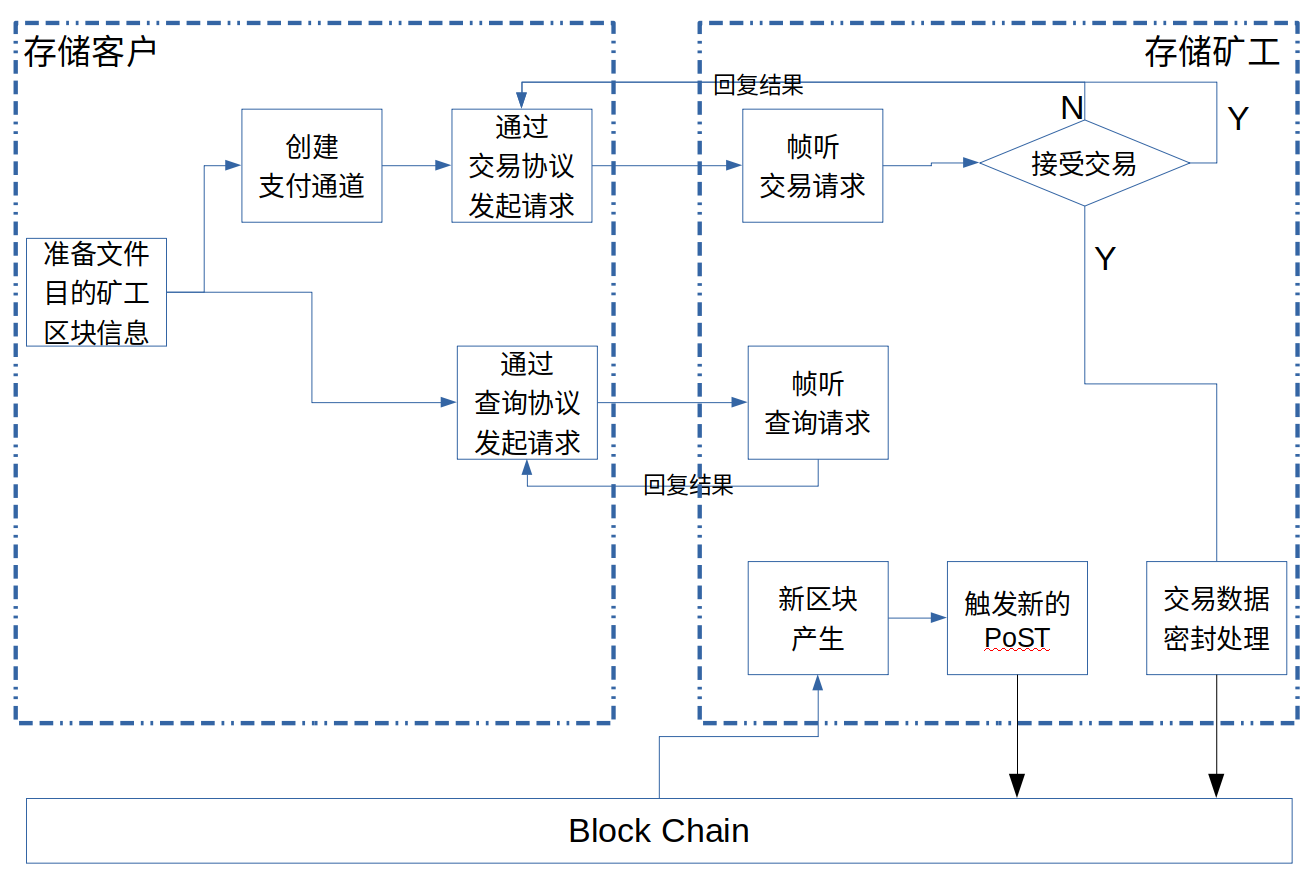 存储客户
存储矿工
回复结果
N
Y
创建
支付通道
通过
交易协议
发起请求
帧听
交易请求
接受交易
准备文件
目的矿工
区块信息
Y
通过
查询协议
发起请求
帧听
查询请求
回复结果
新区块
产生
触发新的
PoST
交易数据
密封处理
Block Chain